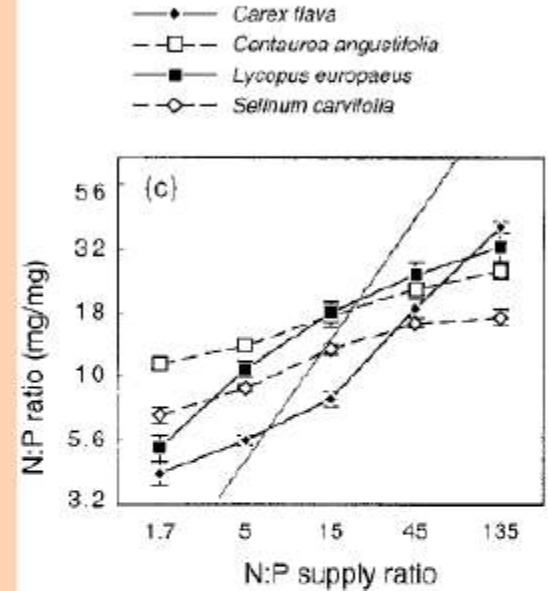 Carex flava
Centaurea angustifolia
Lycopus europaeus
Selinum carvifolia
(c)
56
32
18
10
5.6
3.2
N:P ratio (mg/mg)
1.7 5 15 45 135
N:P supply ratio